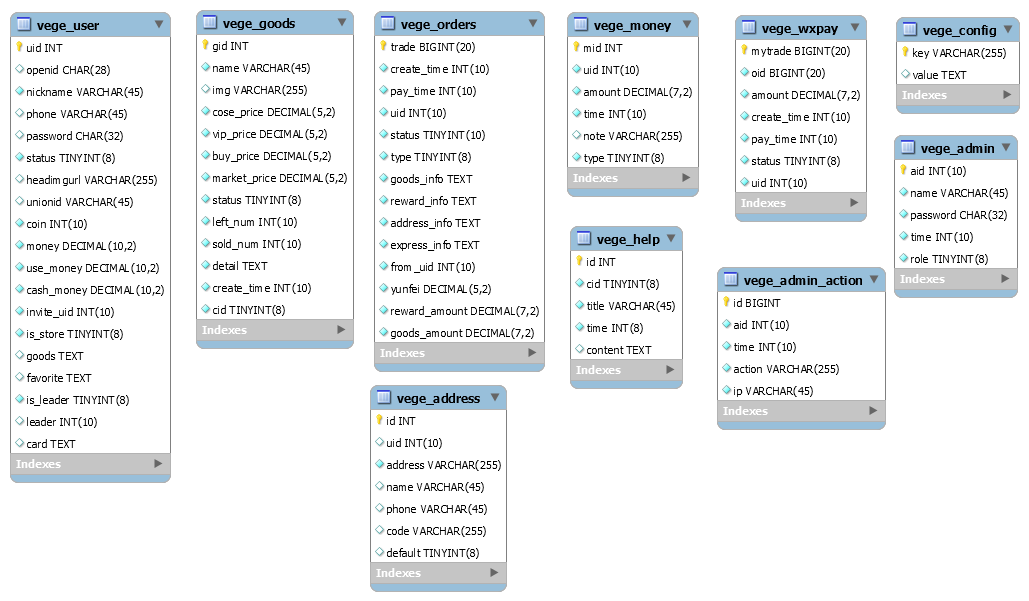 vege_user
uid INT
openid CHAR(28)
nickname VARCHAR(45)
phone VARCHAR(45)
password CHAR(32)
status TINYINT(8)
headimgurl VARCHAR(255)
unionid VARCHAR(45)
coin INT(10)
money DECIMAL(10,2)
use_money DECIMAL(10,2)
cash_money DECIMAL(10,2)
invite_uid INT(10)
is_store TINYINT(8)
goods TEXT
favorite TEXT
is_leader TINYINT(8)
leader INT(10)
card TEXT
Indexes
vege_goods
gid INT
name VARCHAR(45)
img VARCHAR(255)
cose_price DECIMAL(5,2)
vip_price DECIMAL(5,2)
buy_price DECIMAL(5,2)
market_price DECIMAL(5,2)
status TINYINT(8)
left_num INT(10)
sold_num INT(10)
detail TEXT
create_time INT(10)
cid TINYINT(8)
Indexes
vege_orders
trade BIGINT(20)
create_time INT(10)
pay_time INT(10)
uid INT(10)
status TINYINT(10)
type TINYINT(8)
goods_info TEXT
reward_info TEXT
address_info TEXT
express_info TEXT
from_uid INT(10)
yunfei DECIMAL(5,2)
reward_amount DECIMAL(7,2)
goods_amount DECIMAL(7,2)
Indexes
vege_address
id INT
uid INT(10)
address VARCHAR(255)
name VARCHAR(45)
phone VARCHAR(45)
code VARCHAR(255)
default TINYINT(8)
Indexes
vege_money
mid INT
uid INT(10)
amount DECIMAL(7,2)
time INT(10)
note VARCHAR(255)
type TINYINT(8)
Indexes
vege_help
id INT
cid TINYINT(8)
title VARCHAR(45)
time INT(8)
content TEXT
Indexes
vege_wxpay
mytrade BIGINT(20)
oid BIGINT(20)
amount DECIMAL(7,2)
create_time INT(10)
pay_time INT(10)
status TINYINT(8)
uid INT(10)
Indexes
vege_admin_action
id BIGINT
aid INT(10)
time INT(10)
action VARCHAR(255)
ip VARCHAR(45)
Indexes
vege_config
key VARCHAR(255)
value TEXT
Indexes
vege_admin
aid INT(10)
name VARCHAR(45)
password CHAR(32)
time INT(10)
role TINYINT(8)
Indexes